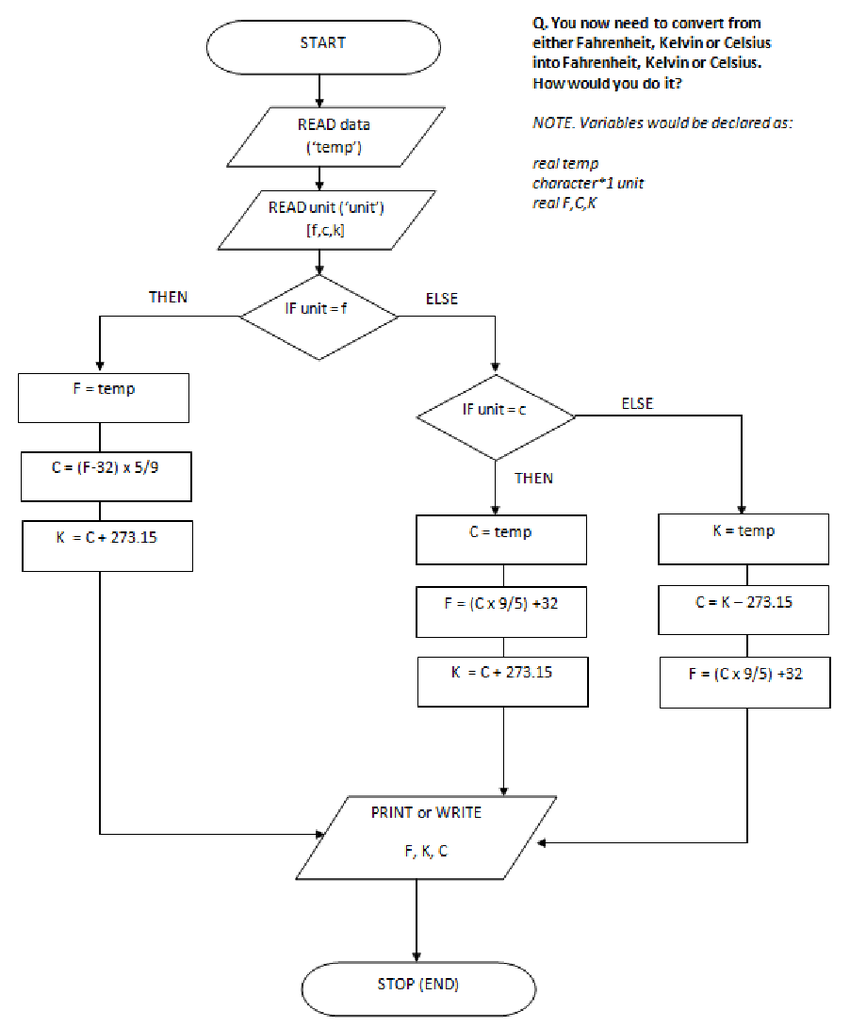 START
Q. You now need to convert from
either Fahrenheit, Kelvin or Celsius
into Fahrenheit, Kelvin or Celsius.
How would you do it?
NOTE. Variables would be declared as:
real temp
character*1 unit
real F,C,K
READ data
(‘temp’)
READ unit (‘unit’)
[f,c,k]
IF unit = f
THEN
ELSE
F = temp
C = (F-32) x 5/9
K = C + 273.15
IF unit = c
ELSE
THEN
C = temp
F = (C x 9/5) +32
K = C + 273.15
K = temp
C = K – 273.15
F = (C x 9/5) +32
PRINT or WRITE
F, K, C
STOP (END)